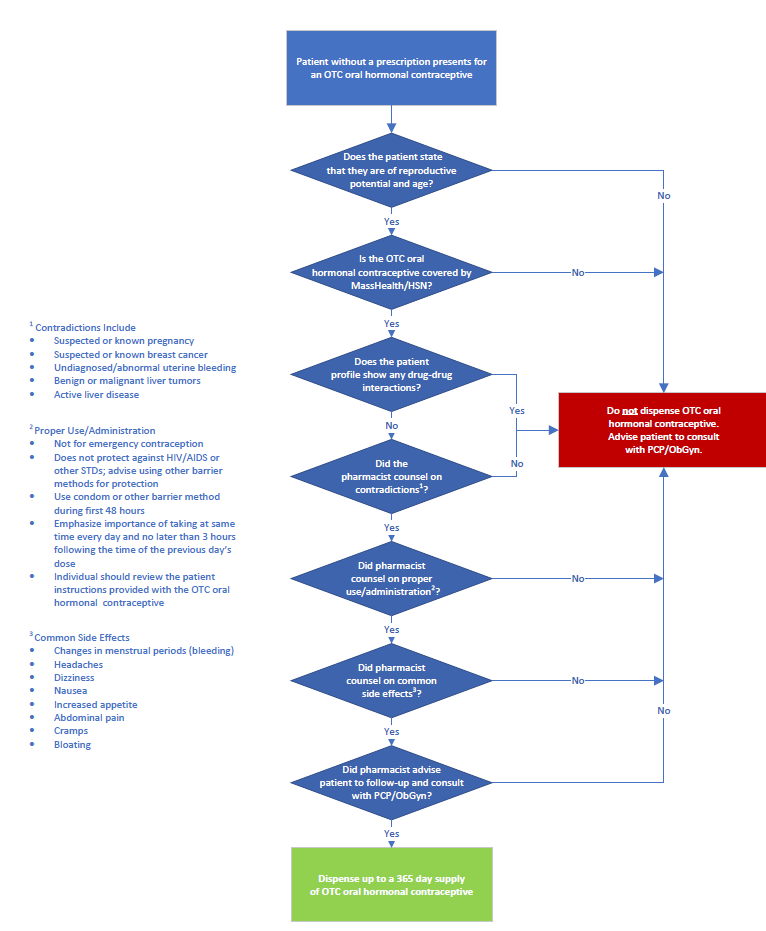 Patient without a prescription presents for
an OTC oral hormonal contraceptive
Does the patient state
that they are of reproductive
potential and age?
No
Yes
Is the OTC oral
hormonal contraceptive covered by
MassHealth/HSN?
No
Yes
Does the patient
profile show any drug-drug
interactions?
Yes
No
Did the
pharmacist counsel on
contradictions1?
No
Yes
Do not dispense OTC oral
hormonal contraceptive.
Advise patient to consult
with PCP/ObGyn.
Did pharmacist
counsel on proper
use/administration2?
No
Yes
Did pharmacist
counsel on common
side effects3?
No
Yes
Did pharmacist advise
patient to follow-up and consult
with PCP/ObGyn?
No
Yes
Dispense up to a 365 day supply
of OTC oral hormonal contraceptive
1 Contradictions Include
• Suspected or known pregnancy
• Suspected or known breast cancer
• Undiagnosed/abnormal uterine bleeding
• Benign or malignant liver tumors
• Active liver disease
2 Proper Use/Administration
• Not for emergency contraception
• Does not protect against HIV/AIDS or
other STDs; advise using other barrier
methods for protection
• Use condom or other barrier method
during first 48 hours
• Emphasize importance of taking at same
time every day and no later than 3 hours
following the time of the previous day's
dose
• Individual should review the patient
instructions provided with the OTC oral
hormonal contraceptive
3 Common Side Effects
• Changes in menstrual periods (bleeding)
• Headaches
• Dizziness
• Nausea
• Increased appetite
• Abdominal pain
• Cramps
• Bloating